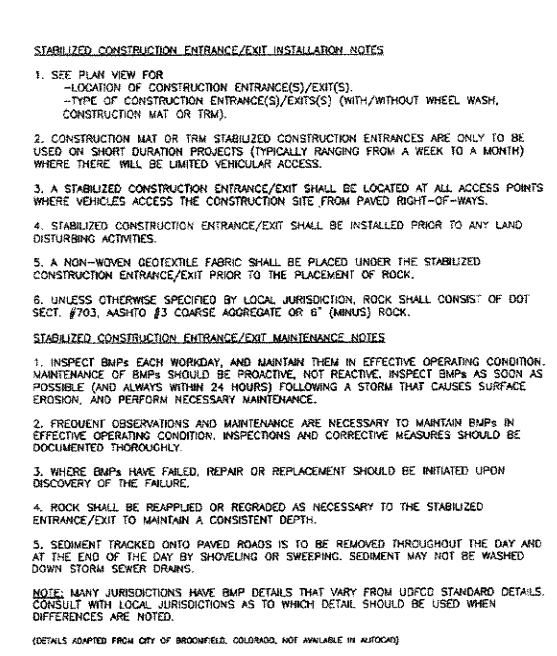 STABILIZED CONSTRUCTION ENTRANCE/EXIT INSTALLATION NOTES
1. SEE PLAN VIEW FOR
-LOCATION OF CONSTRUCTION ENTRANCE(S)/EXIT(S).
-TYPE OF CONSTRUCTION ENTRANCE(S)/EXITS(S) (WITH/WITHOUT WHEEL WASH,
CONSTRUCTION MAT OR TRM).
2. CONSTRUCTION MAT OR TRM STABILIZED CONSTRUCTION ENTRANCES ARE ONLY TO BE
USED ON SHORT DURATION PROJECTS (TYPICALLY RANGING FROM A WEEK TO A MONTH)
WHERE THERE WILL BE LIMITED VEHICULAR ACCESS.
3. A STABILIZED CONSTRUCTION ENTRANCE/EXIT SHALL BE LOCATED AT ALL ACCESS POINTS
WHERE VEHICLES ACCESS THE CONSTRUCTION SITE FROM PAVED RIGHT-OF-WAYS.
4. STABILIZED CONSTRUCTION ENTRANCE/EXIT SHALL BE INSTALLED PRIOR TO ANY LAND
DISTURBING ACTIVITIES.
5. A NON-WOVEN GEOTEXTILE FABRIC SHALL BE PLACED UNDER THE STABILIZED
CONSTRUCTION ENTRANCE/EXIT PRIOR TO THE PLACEMENT OF ROCK.
6. UNLESS OTHERWISE SPECIFIED BY LOCAL JURISDICTION, ROCK SHALL CONSIST OF DOT
SECT. #703, AASHTO #3 COARSE AGGREGATE OR 6" (MINUS) ROCK.
STABILIZED CONSTRUCTION ENTRANCE/EXIT MAINTENANCE NOTES
1. INSPECT BMPs EACH WORKDAY, AND MAINTAIN THEM IN EFFECTIVE OPERATING CONDITION.
MAINTENANCE OF BMPs SHOULD BE PROACTIVE, NOT REACTIVE. INSPECT BMPs AS SOON AS
POSSIBLE (AND ALWAYS WITHIN 24 HOURS) FOLLOWING A STORM THAT CAUSES SURFACE
EROSION, AND PERFORM NECESSARY MAINTENANCE.
2. FREQUENT OBSERVATIONS AND MAINTENANCE ARE NECESSARY TO MAINTAIN BMPs IN
EFFECTIVE OPERATING CONDITION. INSPECTIONS AND CORRECTIVE MEASURES SHOULD BE
DOCUMENTED THOROUGHLY.
3. WHERE BMPs HAVE FAILED, REPAIR OR REPLACEMENT SHOULD BE INITIATED UPON
DISCOVERY OF THE FAILURE.
4. ROCK SHALL BE REAPPLIED OR REGRADED AS NECESSARY TO THE STABILIZED
ENTRANCE/EXIT TO MAINTAIN A CONSISTENT DEPTH.
5. SEDIMENT TRACKED ONTO PAVED ROADS IS TO BE REMOVED THROUGHOUT THE DAY AND
AT THE END OF THE DAY BY SHOVELING OR SWEEPING. SEDIMENT MAY NOT BE WASHED
DOWN STORM SEWER DRAINS.
NOTE: MANY JURISDICTIONS HAVE BMP DETAILS THAT VARY FROM UDFCD STANDARD DETAILS.
CONSULT WITH LOCAL JURISDICTIONS AS TO WHICH DETAIL SHOULD BE USED WHEN
DIFFERENCES ARE NOTED.
(DETAILS ADAPTED FROM CITY OF BROOMFIELD, COLORADO, NOT AVAILABLE IN AUTOCAD)